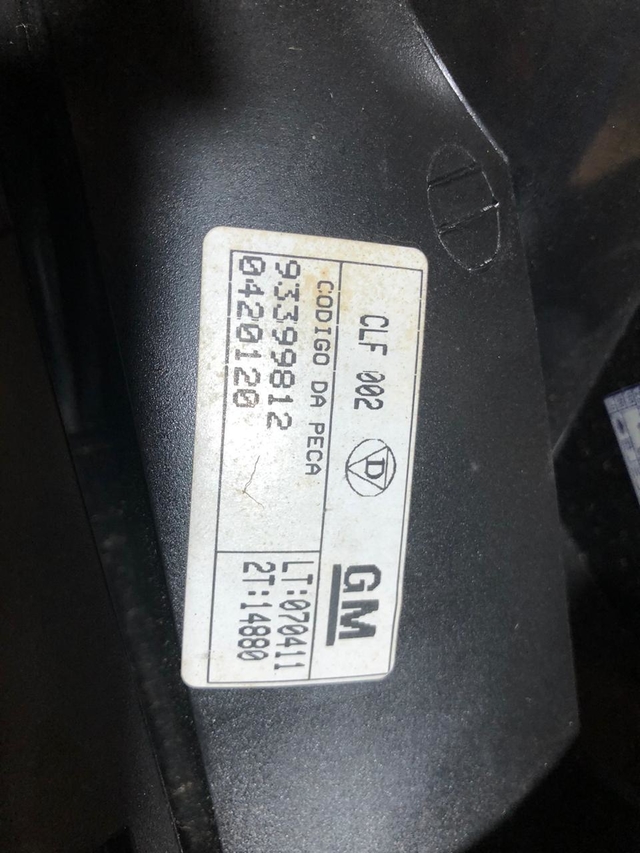 CLF 002 D GM
CODIGO DA PECA
93399812
0420120
LT:070411
2T:14880